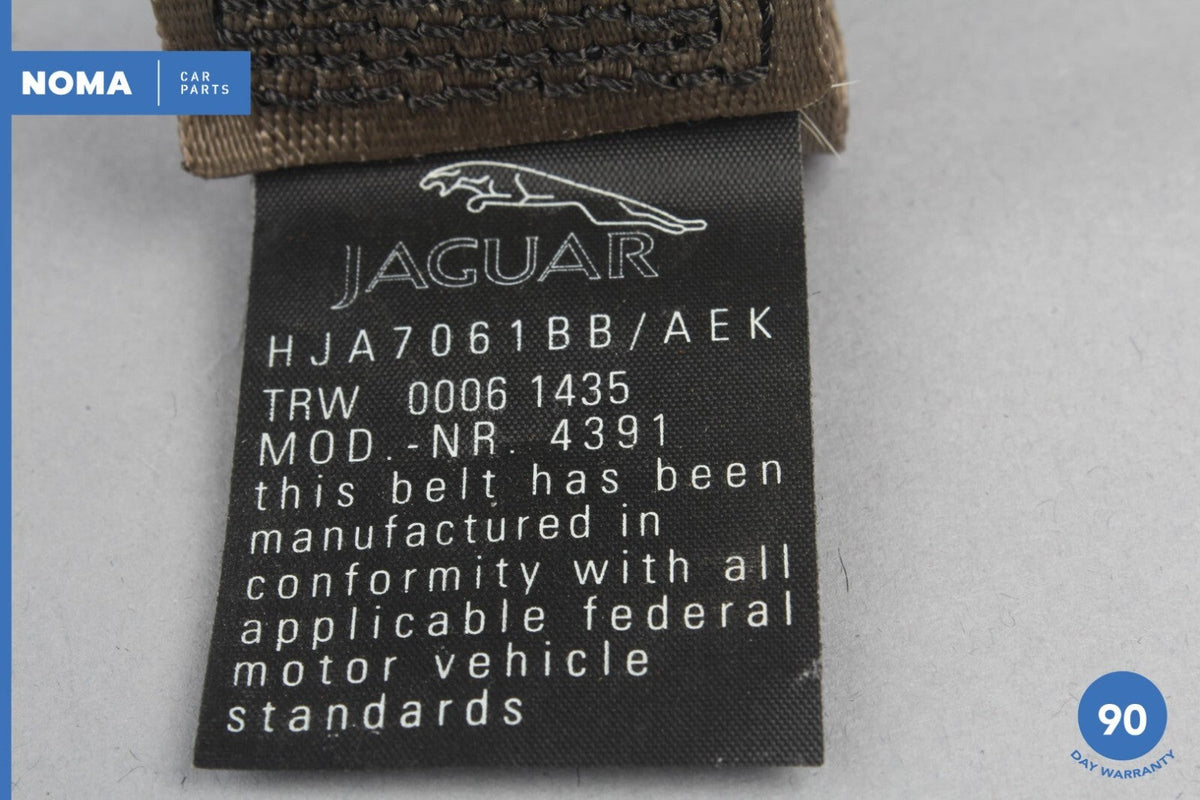 NOMA
CAR
PARTS
JAGUAR
HJA7061BB/AEK
TRW 0006 1435
MOD.-NR. 4391
this belt has been
manufactured in
conformity with all
applicable federal
motor vehicle
standards
90
DAY WARRANTY